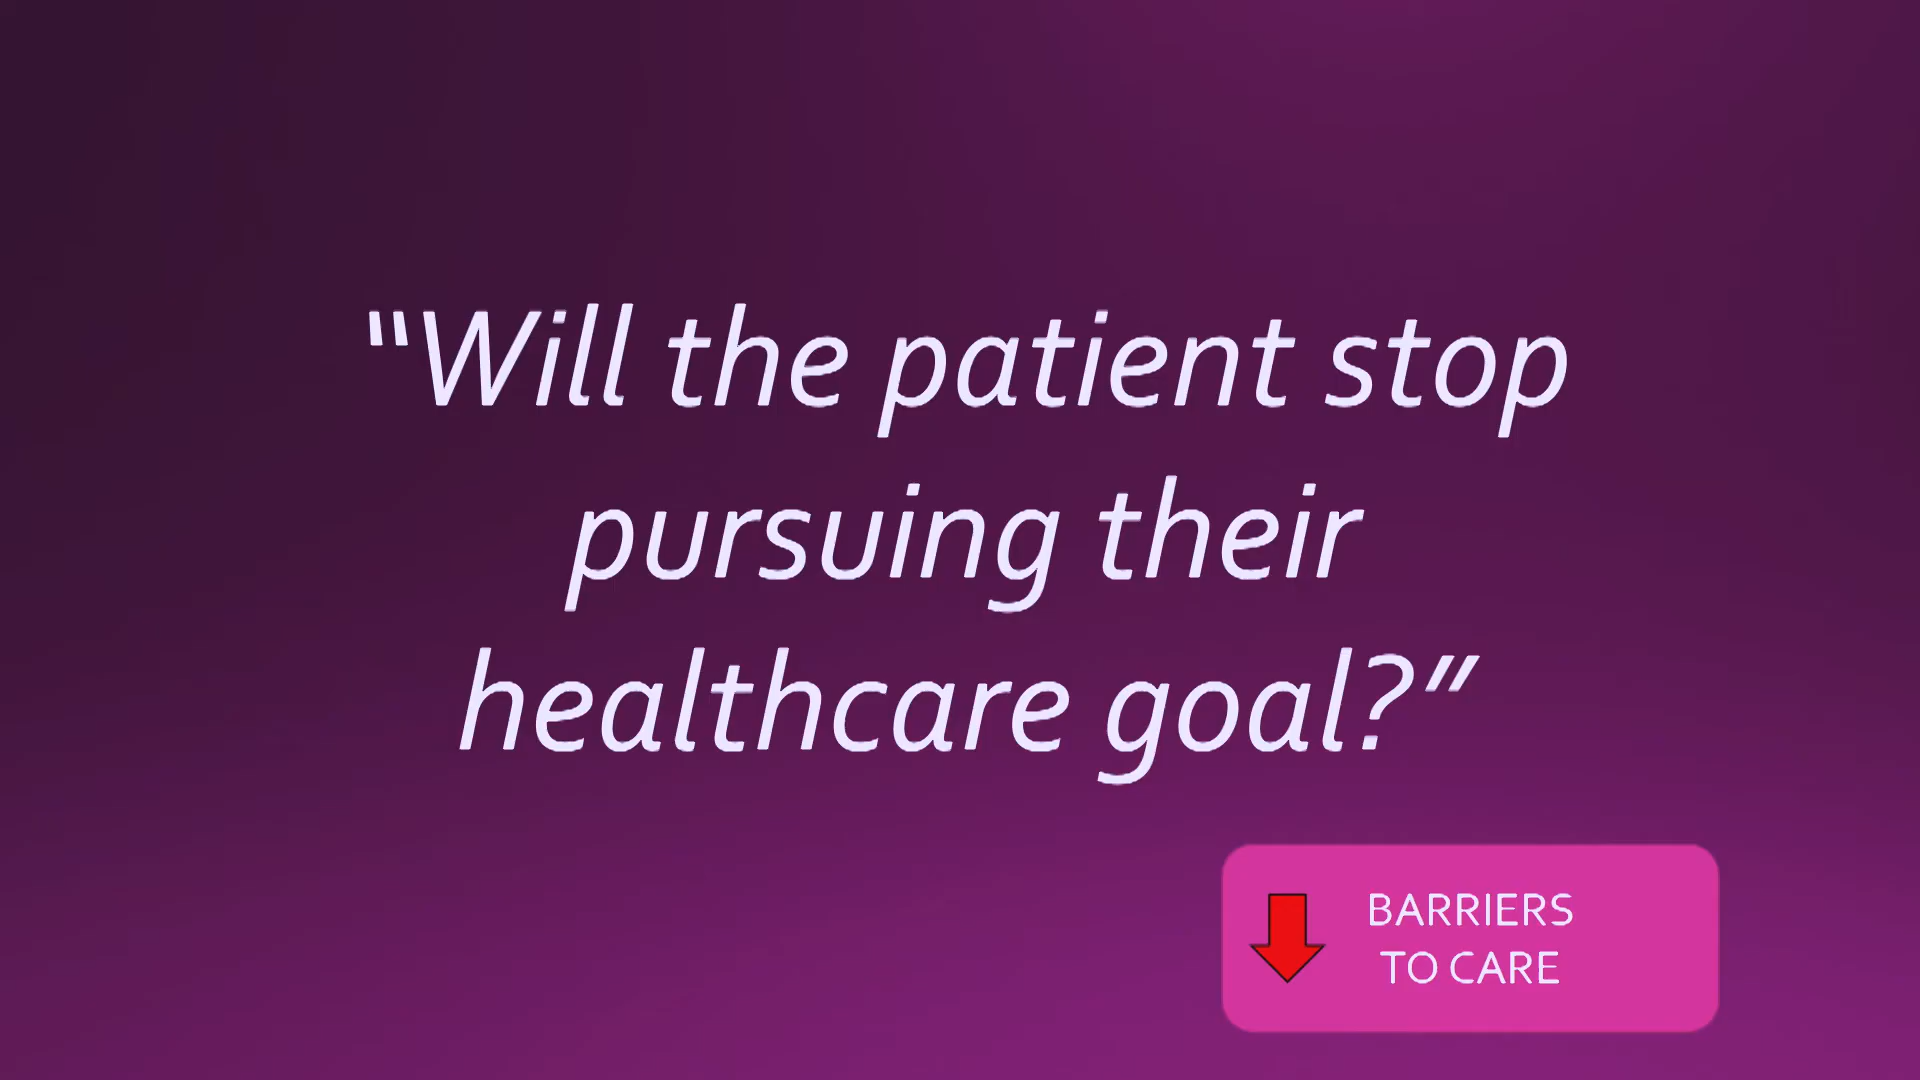 “Will the patient stop
pursuing their
healthcare goal?”
BARRIERS
TO CARE